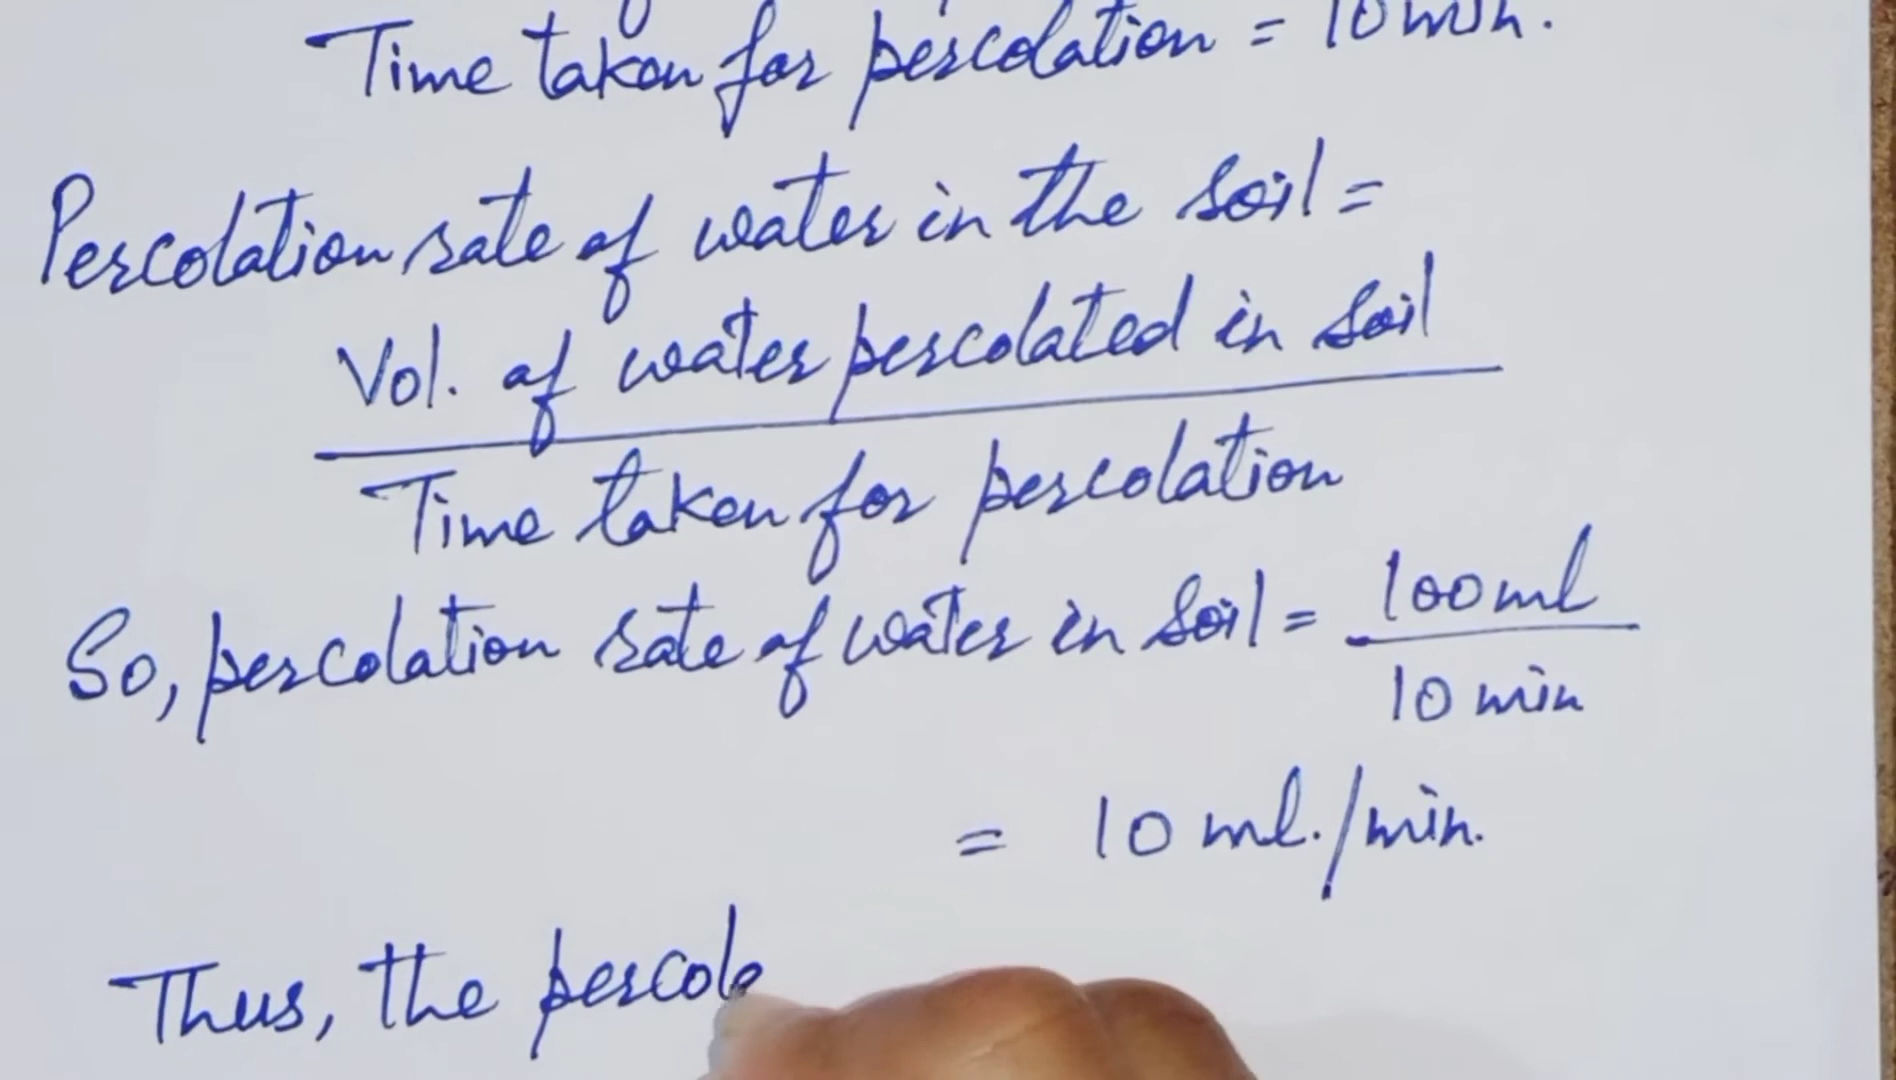 Time taken for percolation = 10 min.
Percolation rate of water in the soil =
Vol. of water percolated in soil
Time taken for percolation
So, percolation rate of water in soil = 100 ml
10 min
= 10 ml./min.
Thus, the percola